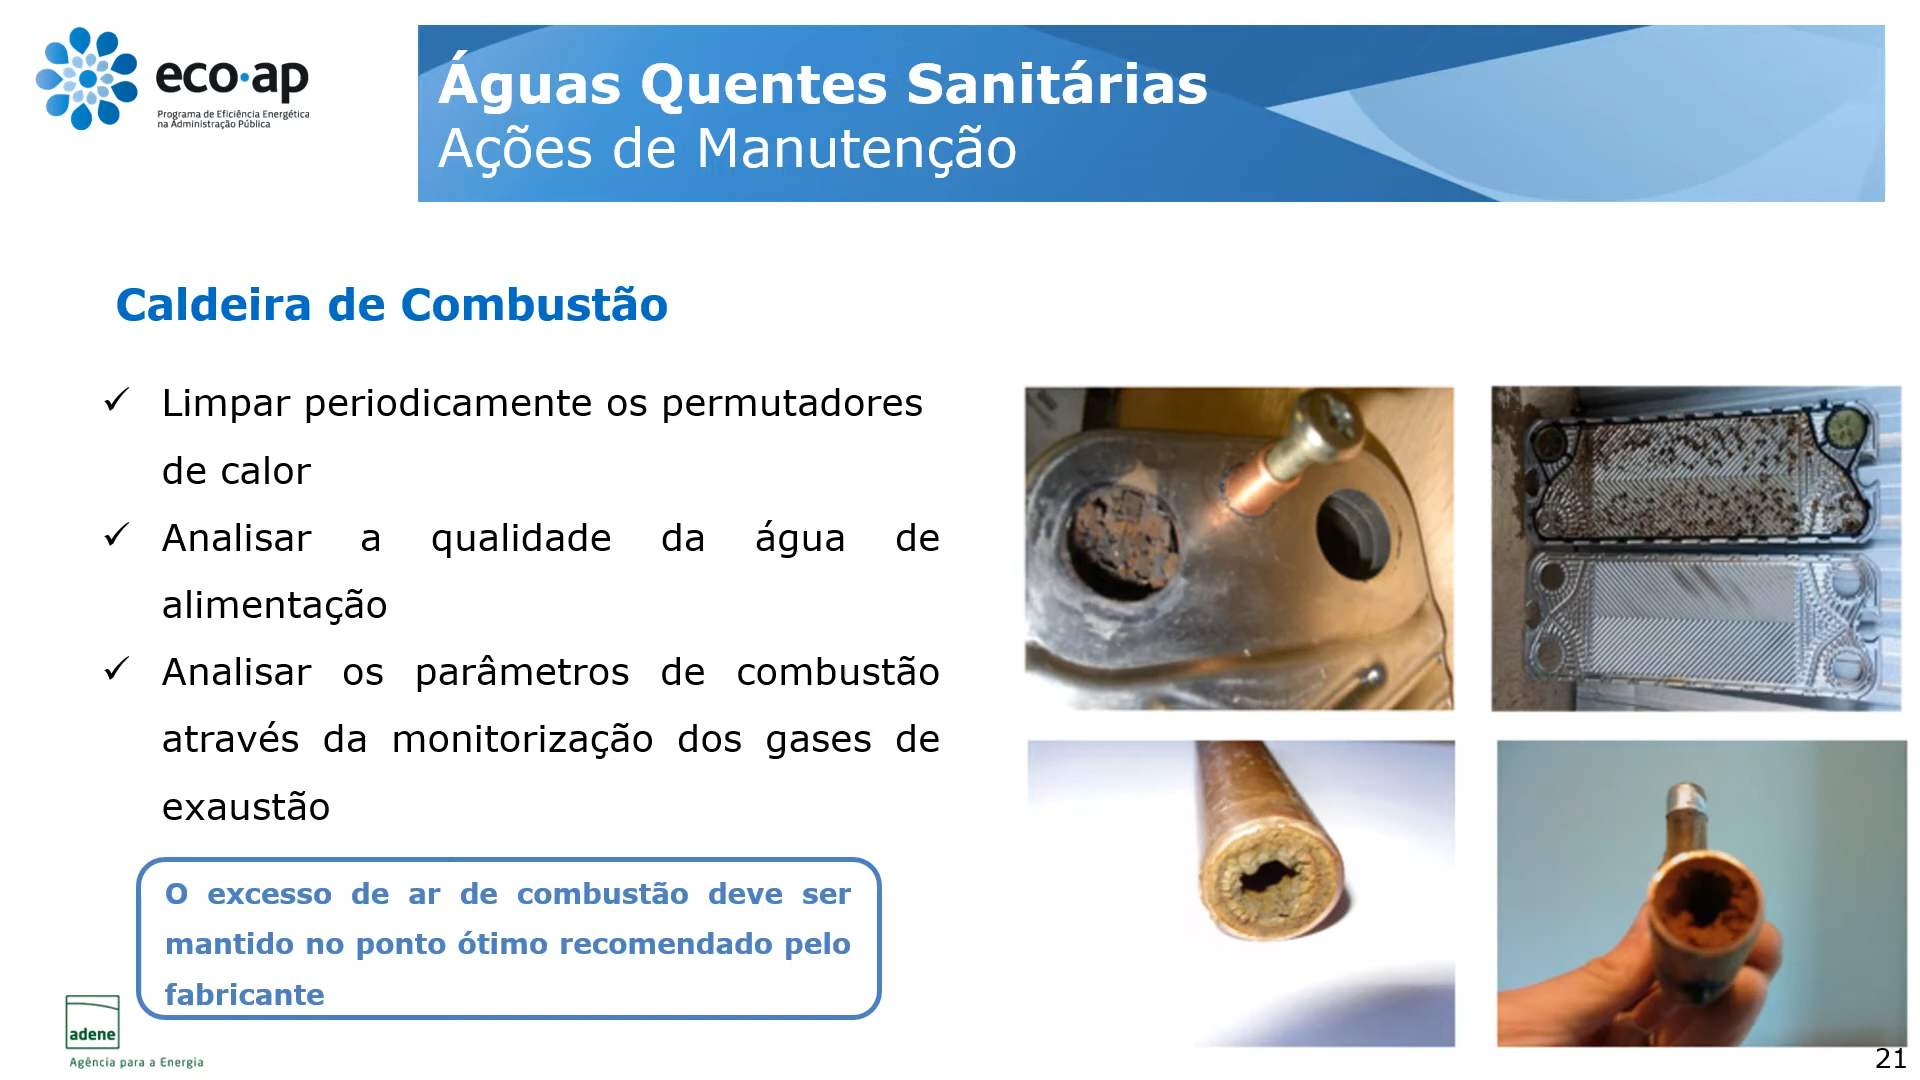 eco·ap
Programa de Eficiência Energética
na Administração Pública
Águas Quentes Sanitárias
Ações de Manutenção
Caldeira de Combustão
✓ Limpar periodicamente os permutadores
de calor
✓ Analisar a qualidade da água de
alimentação
✓ Analisar os parâmetros de combustão
através da monitorização dos gases de
exaustão
O excesso de ar de combustão deve ser
mantido no ponto ótimo recomendado pelo
fabricante
adene
Agência para a Energia
21